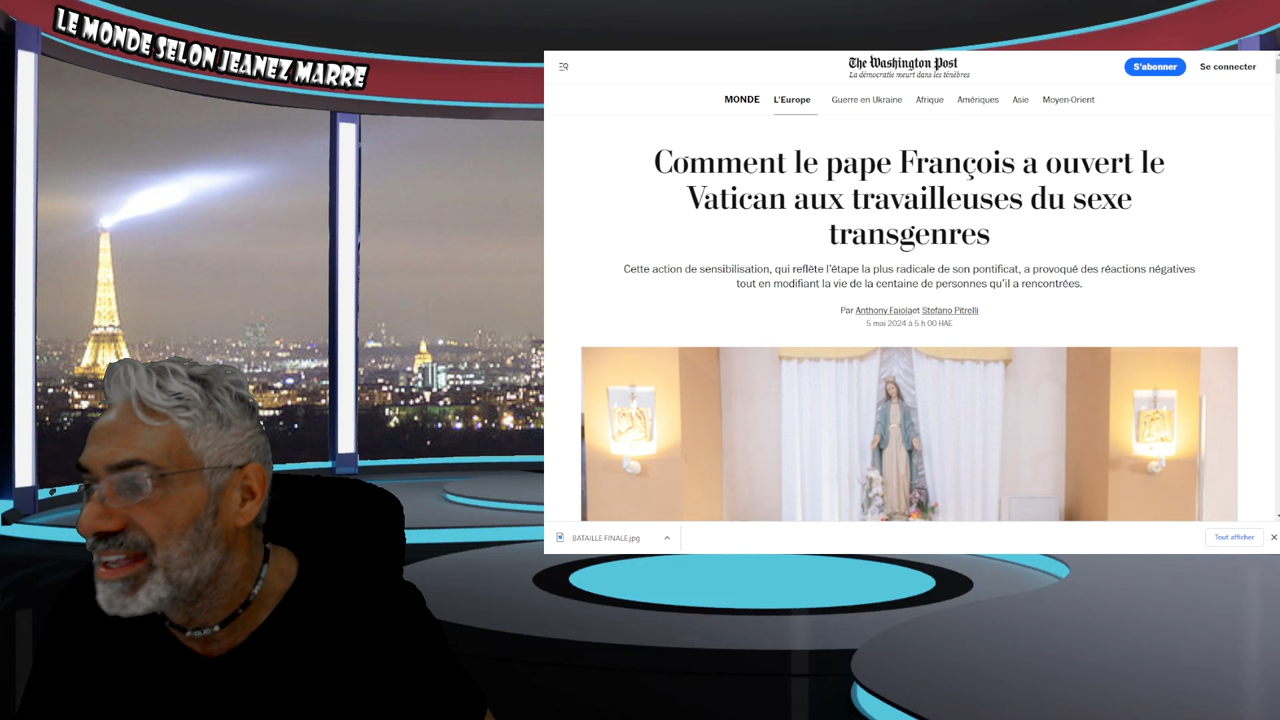 LE MONDE SELON JEANEZ MARRE
The Washington Post
La démocratie meurt dans les ténèbres
S'abonner
Se connecter
MONDE L'Europe Guerre en Ukraine Afrique Amériques Asie Moyen-Orient
Comment le pape François a ouvert le
Vatican aux travailleuses du sexe
transgenres
Cette action de sensibilisation, qui reflète l'étape la plus radicale de son pontificat, a provoqué des réactions négatives
tout en modifiant la vie de la centaine de personnes qu'il a rencontrées.
Par Anthony Faiolaet Stefano Pitrelli
5 mai 2024 à 5 h 00 HAE
BATAILLE FINALE.jpg
Tout afficher